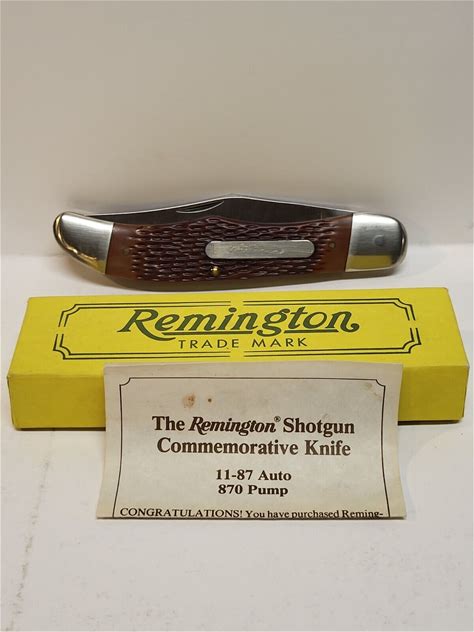 Remington
TRADE MARK
The Remington® Shotgun
Commemorative Knife
11-87 Auto
870 Pump
CONGRATULATIONS! You have purchased Reming-